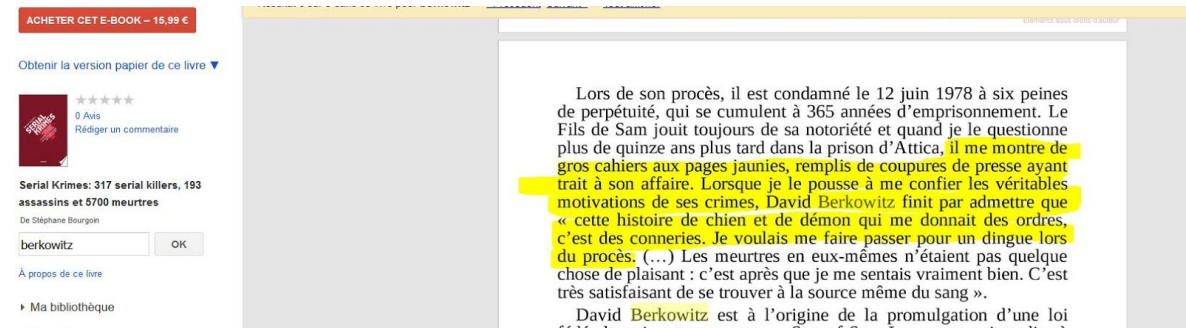 ACHETER CET E-BOOK – 15,99 €
Obtenir la version papier de ce livre ▼
SERIAL KRIMES
0 Avis
Rédiger un commentaire
Serial Krimes: 317 serial killers, 193
assassins et 5700 meurtres
De Stéphane Bourgoin
berkowitz
OK
À propos de ce livre
Ma bibliothèque
Éléments sous droits d'auteur
Lors de son procès, il est condamné le 12 juin 1978 à six peines
de perpétuité, qui se cumulent à 365 années d’emprisonnement. Le
Fils de Sam jouit toujours de sa notoriété et quand je le questionne
plus de quinze ans plus tard dans la prison d’Attica, il me montre de
gros cahiers aux pages jaunies, remplis de coupures de presse ayant
trait à son affaire. Lorsque je le pousse à me confier les véritables
motivations de ses crimes, David Berkowitz finit par admettre que
« cette histoire de chien et de démon qui me donnait des ordres,
c’est des conneries. Je voulais me faire passer pour un dingue lors
du procès. (…) Les meurtres en eux-mêmes n’étaient pas quelque
chose de plaisant : c’est après que je me sentais vraiment bien. C’est
très satisfaisant de se trouver à la source même du sang ».
David Berkowitz est à l’origine de la promulgation d’une loi